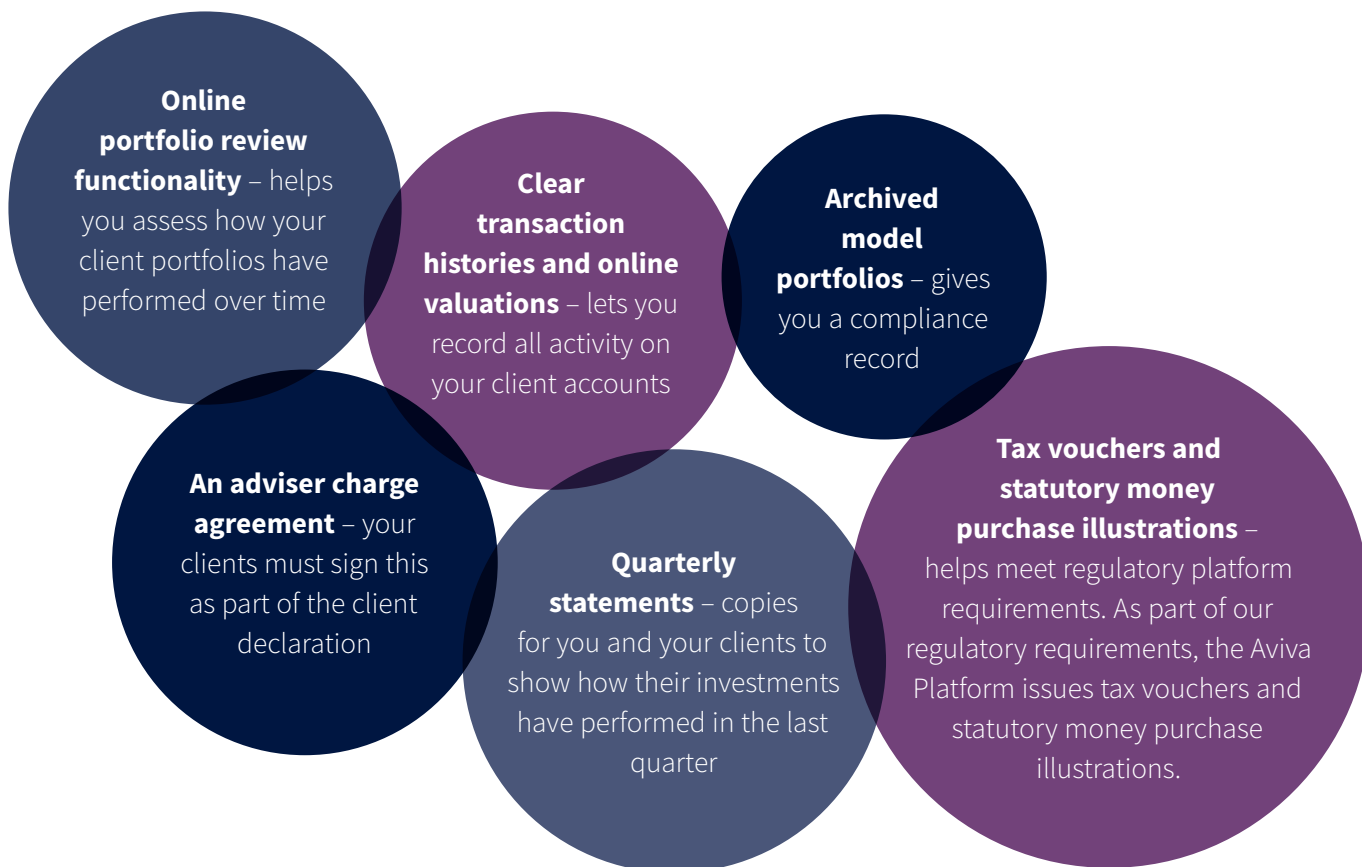 Online
portfolio review
functionality – helps
you assess how your
client portfolios have
performed over time
Clear
transaction
histories and online
valuations – lets you
record all activity on
your client accounts
Archived
model
portfolios – gives
you a compliance
record
An adviser charge
agreement – your
clients must sign this
as part of the client
declaration
Quarterly
statements – copies
for you and your clients to
show how their investments
have performed in the last
quarter
Tax vouchers and
statutory money
purchase illustrations –
helps meet regulatory platform
requirements. As part of our
regulatory requirements, the Aviva
Platform issues tax vouchers and
statutory money purchase
illustrations.